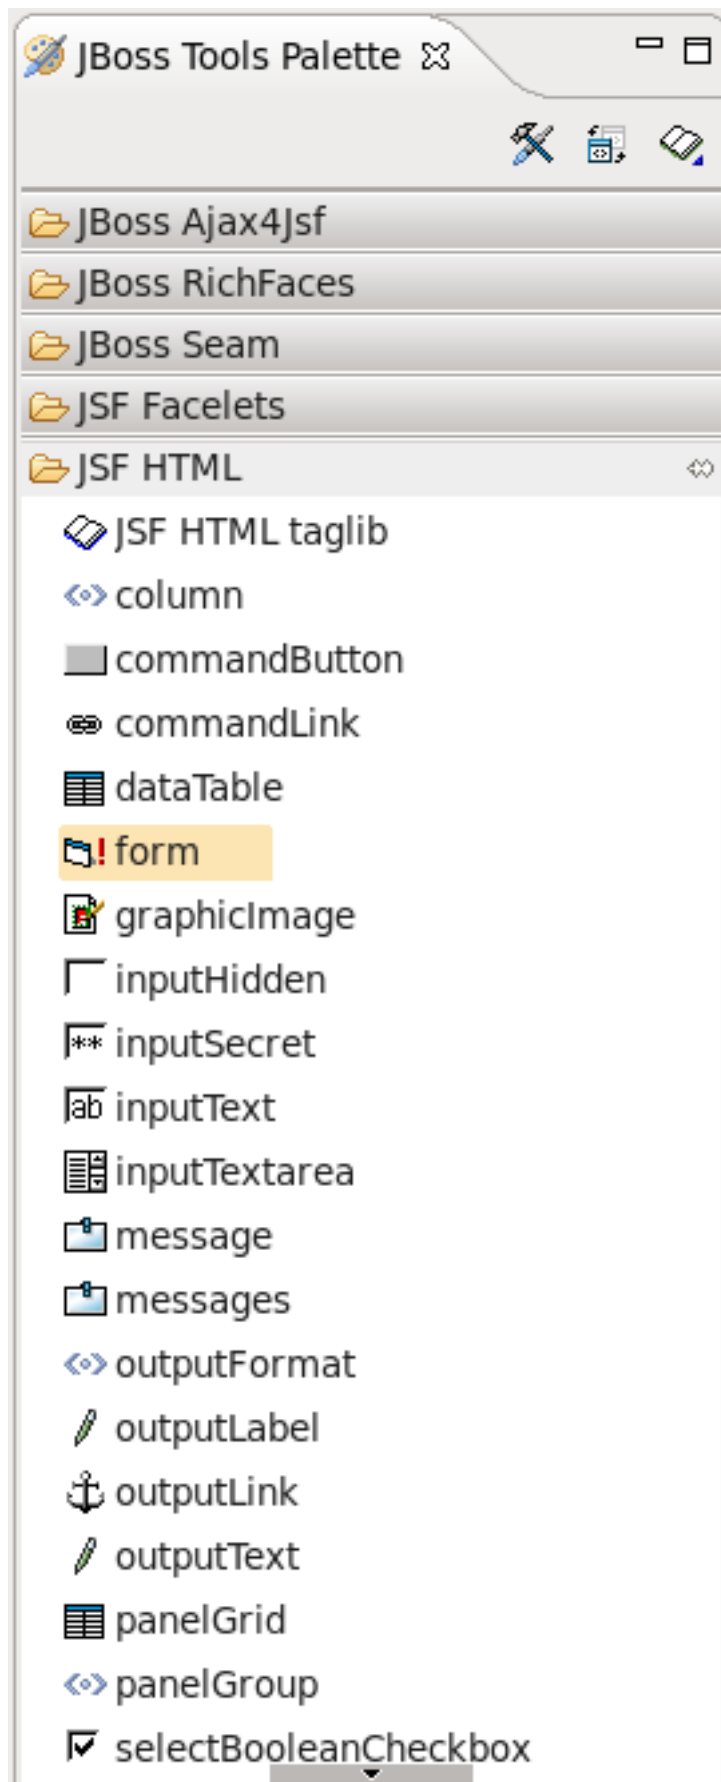 JBoss Tools Palette
JBoss Ajax4Jsf
JBoss RichFaces
JBoss Seam
JSF Facelets
JSF HTML
JSF HTML taglib
column
commandButton
commandLink
dataTable
form
graphicImage
inputHidden
inputSecret
inputText
inputTextarea
message
messages
outputFormat
outputLabel
outputLink
outputText
panelGrid
panelGroup
selectBooleanCheckbox